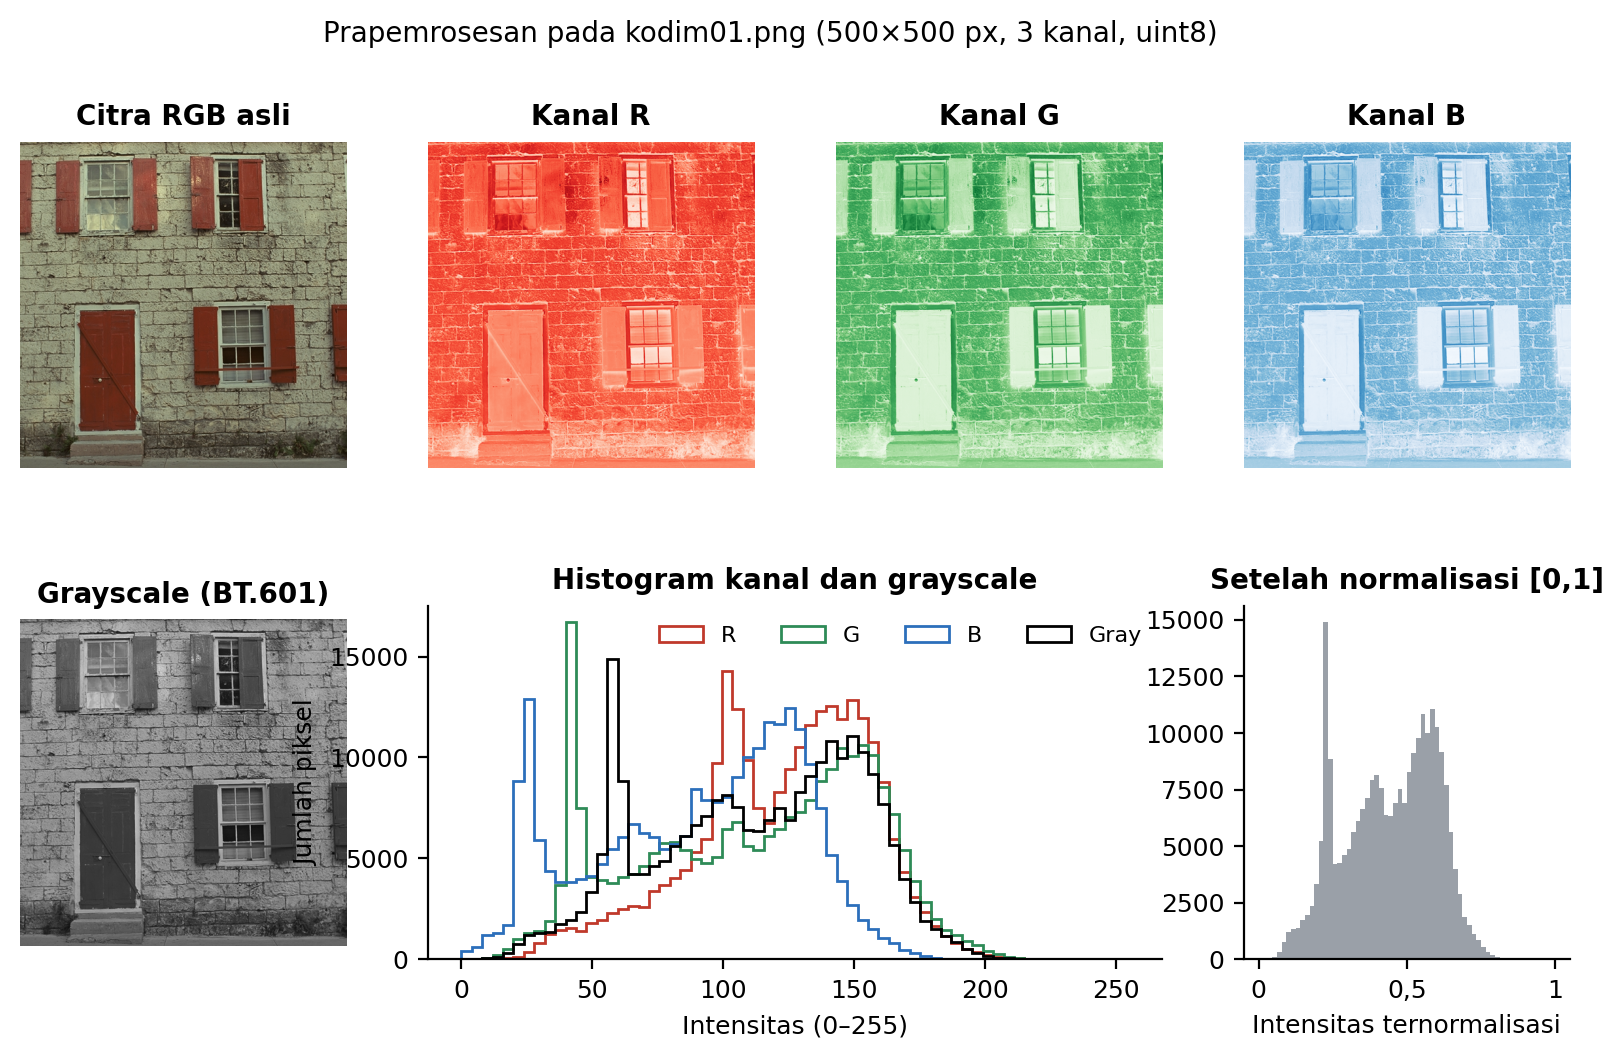 Prapemrosesan pada kodim01.png (500×500 px, 3 kanal, uint8)
Citra RGB asli
Kanal R
Kanal G
Kanal B
Grayscale (BT.601)
Histogram kanal dan grayscale
R
G
B
Gray
Jumlah piksel
15000
10000
5000
0
0
50
100
150
200
250
Intensitas (0–255)
Setelah normalisasi [0,1]
15000
12500
10000
7500
5000
2500
0
0
0,5
1
Intensitas ternormalisasi